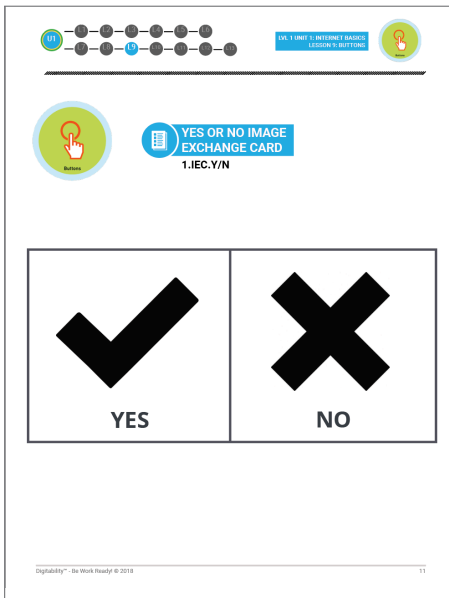 U1
L1 L2 L3 L4 L5 L6
L7 L8 L9 L10 L11 L12 L13
LVL 1 UNIT 1: INTERNET BASICS
LESSON 9: BUTTONS
Buttons
Buttons
YES OR NO IMAGE
EXCHANGE CARD
1.IEC.Y/N
YES
NO
Digitability™ - Be Work Ready! © 2018
11